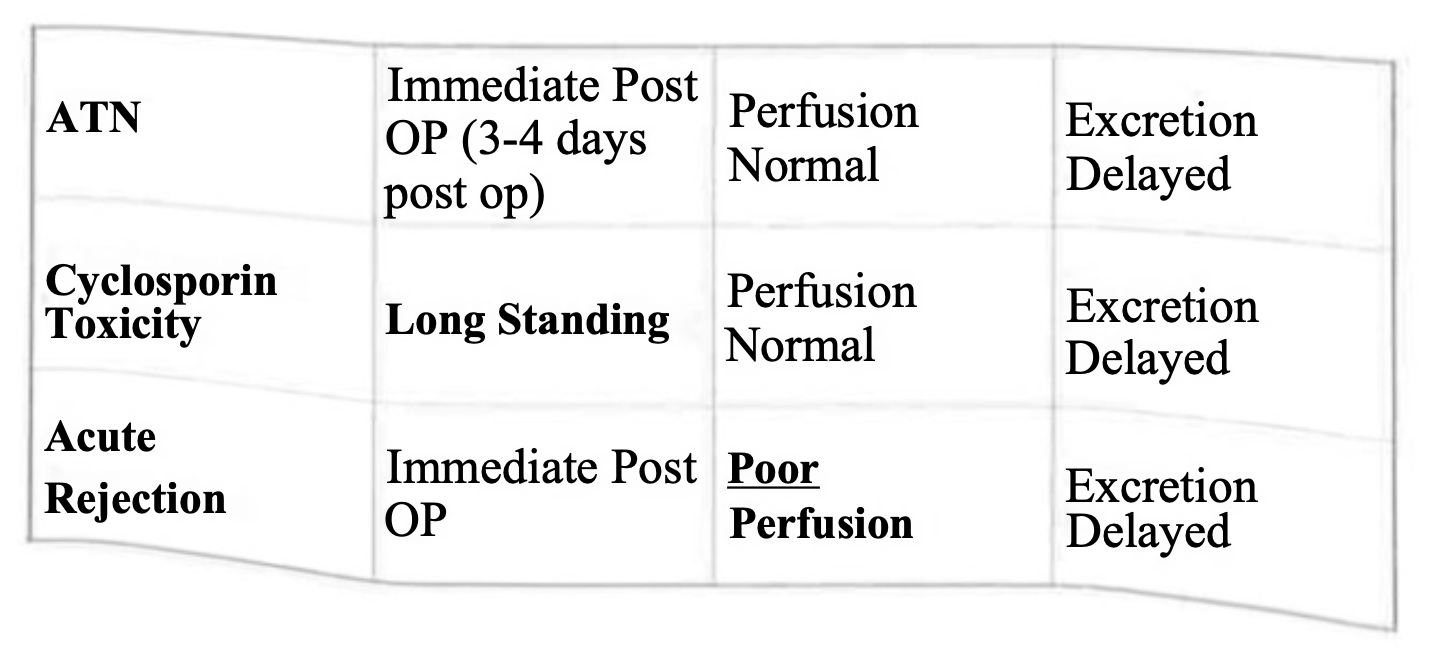 ATN
Immediate Post
OP (3-4 days
post op)
Perfusion
Normal
Excretion
Delayed
Cyclosporin
Toxicity
Long Standing
Perfusion
Normal
Excretion
Delayed
Acute
Rejection
Immediate Post
OP
Poor
Perfusion
Excretion
Delayed